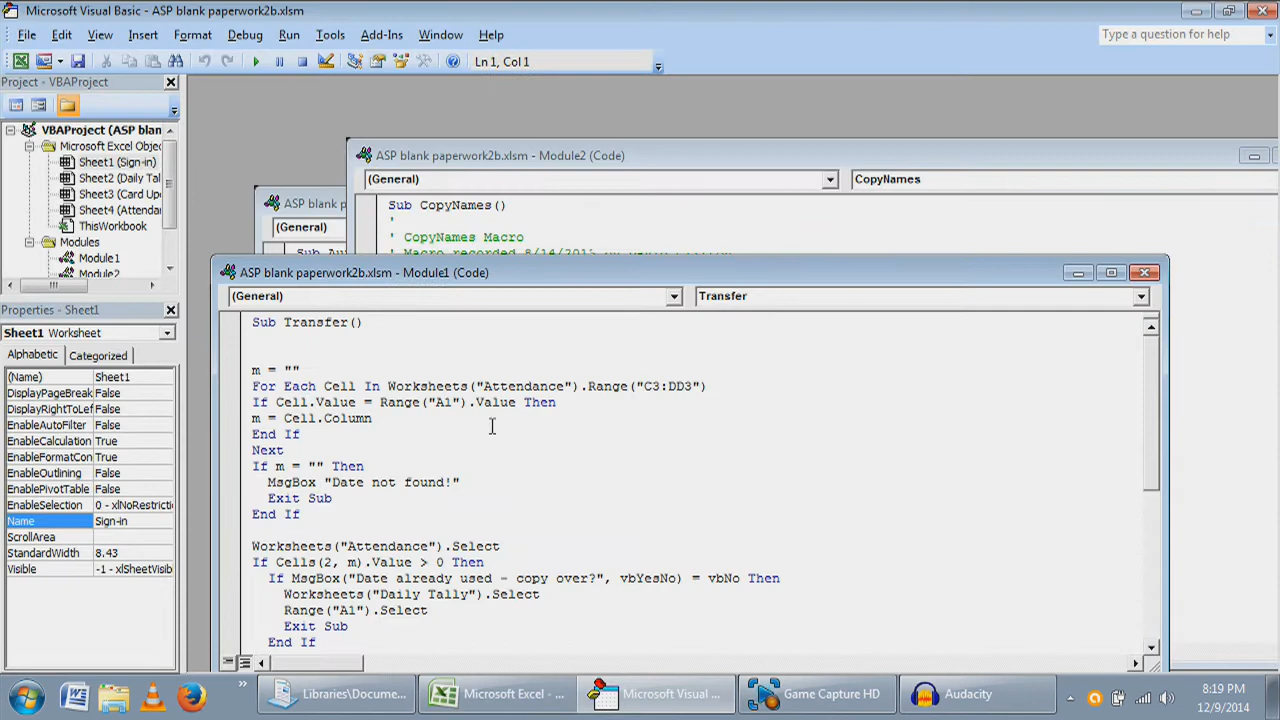 Microsoft Visual Basic - ASP blank paperwork2b.xlsm
File Edit View Insert Format Debug Run Tools Add-Ins Window Help
Type a question for help
Ln 1, Col 1
Project - VBAProject
VBAProject (ASP blan
Microsoft Excel Obje
Sheet1 (Sign-in)
Sheet2 (Daily Tal
Sheet3 (Card Up
Sheet4 (Attenda
ThisWorkbook
Modules
Module1
Module2
Properties - Sheet1
Sheet1 Worksheet
Alphabetic Categorized
(Name) Sheet1
DisplayPageBreak False
DisplayRightToLef False
EnableAutoFilter False
EnableCalculation True
EnableFormatCon True
EnableOutlining False
EnablePivotTable False
EnableSelection 0 - xlNoRestricti
Name Sign-in
ScrollArea
StandardWidth 8.43
Visible -1 - xlSheetVisib
ASP blank paperwork2b.xlsm - Module2 (Code)
(General) CopyNames
Sub CopyNames()
'
' CopyNames Macro
' Macro recorded 8/14/201
ASP blank p
(General)
ASP blank paperwork2b.xlsm - Module1 (Code)
(General) Transfer
Sub Transfer()
m = ""
For Each Cell In Worksheets("Attendance").Range("C3:DD3")
If Cell.Value = Range("A1").Value Then
m = Cell.Column
End If
Next
If m = "" Then
MsgBox "Date not found!"
Exit Sub
End If
Worksheets("Attendance").Select
If Cells(2, m).Value > 0 Then
If MsgBox("Date already used - copy over?", vbYesNo) = vbNo Then
Worksheets("Daily Tally").Select
Range("A1").Select
Exit Sub
End If
Libraries\Docume...
Microsoft Excel - ...
Microsoft Visual ...
Game Capture HD
Audacity
8:19 PM
12/9/2014